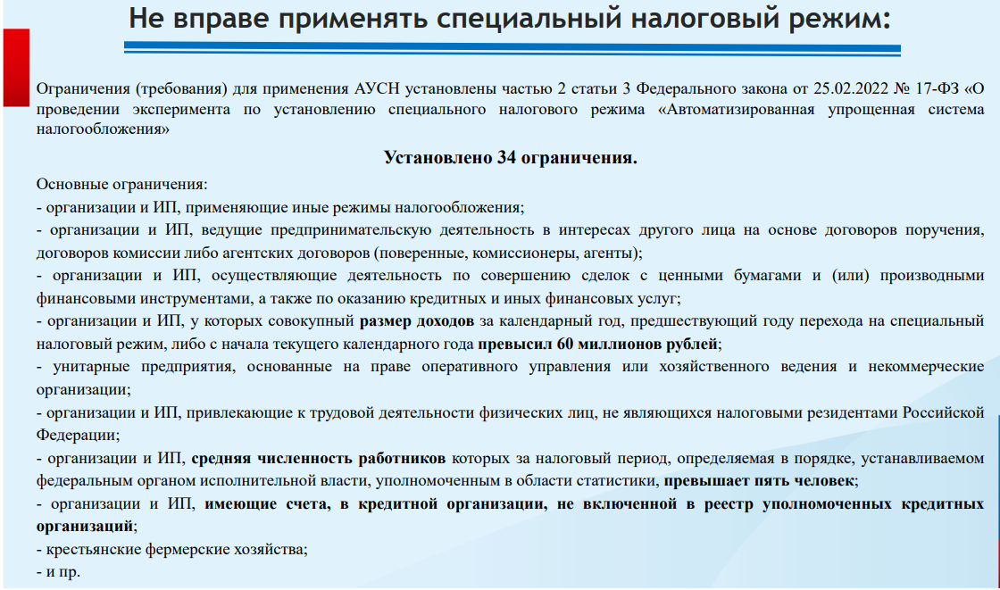 Не вправе применять специальный налоговый режим:
Ограничения (требования) для применения АУСН установлены частью 2 статьи 3 Федерального закона от 25.02.2022 № 17-ФЗ «О
проведении эксперимента по установлению специального налогового режима «Автоматизированная упрощенная система
налогообложения»
Установлено 34 ограничения.
Основные ограничения:
- организации и ИП, применяющие иные режимы налогообложения;
- организации и ИП, ведущие предпринимательскую деятельность в интересах другого лица на основе договоров поручения,
договоров комиссии либо агентских договоров (поверенные, комиссионеры, агенты);
- организации и ИП, осуществляющие деятельность по совершению сделок с ценными бумагами и (или) производными
финансовыми инструментами, а также по оказанию кредитных и иных финансовых услуг;
- организации и ИП, у которых совокупный размер доходов за календарный год, предшествующий году перехода на специальный
налоговый режим, либо с начала текущего календарного года превысил 60 миллионов рублей;
- унитарные предприятия, основанные на праве оперативного управления или хозяйственного ведения и некоммерческие
организации;
- организации и ИП, привлекающие к трудовой деятельности физических лиц, не являющихся налоговыми резидентами Российской
Федерации;
- организации и ИП, средняя численность работников которых за налоговый период, определяемая в порядке, устанавливаемом
федеральным органом исполнительной власти, уполномоченным в области статистики, превышает пять человек;
- организации и ИП, имеющие счета, в кредитной организации, не включенной в реестр уполномоченных кредитных
организаций;
- крестьянские фермерские хозяйства;
- и пр.